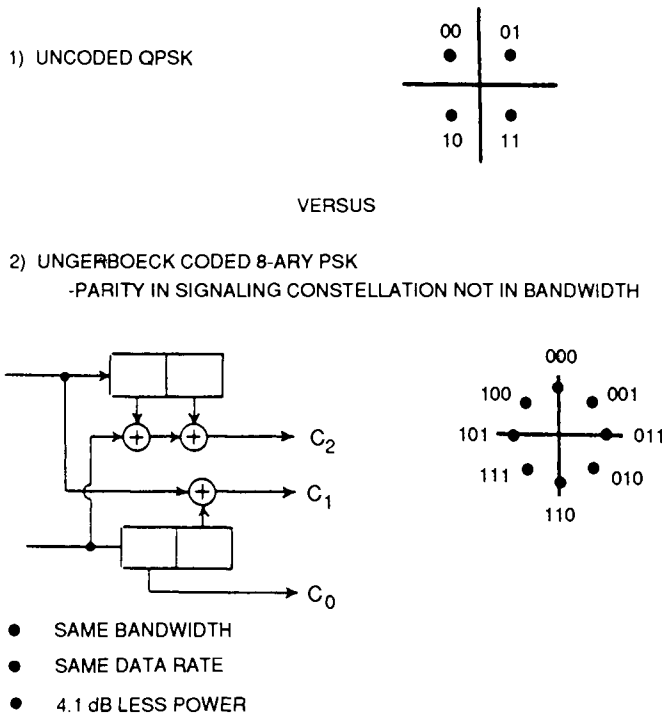 1) UNCODED QPSK
00 01
10 11
VERSUS
2) UNGERBOECK CODED 8-ARY PSK
-PARITY IN SIGNALING CONSTELLATION NOT IN BANDWIDTH
000
100 001
101 011
111 010
110
+ + C2
+ C1
C0
● SAME BANDWIDTH
● SAME DATA RATE
● 4.1 dB LESS POWER